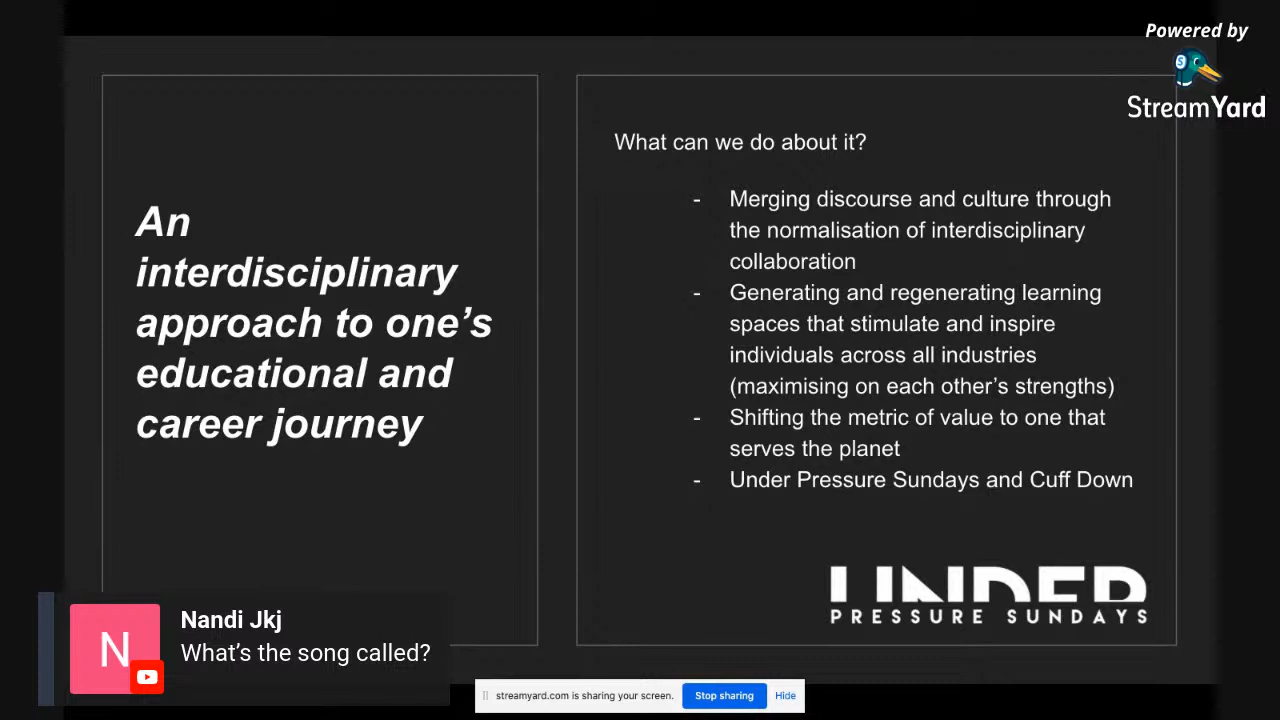 Powered by
StreamYard
An
interdisciplinary
approach to one’s
educational and
career journey
What can we do about it?
- Merging discourse and culture through
the normalisation of interdisciplinary
collaboration
- Generating and regenerating learning
spaces that stimulate and inspire
individuals across all industries
(maximising on each other’s strengths)
- Shifting the metric of value to one that
serves the planet
- Under Pressure Sundays and Cuff Down
UNDER
PRESSURE SUNDAYS
N
Nandi Jkj
What’s the song called?
streamyard.com is sharing your screen.
Stop sharing
Hide